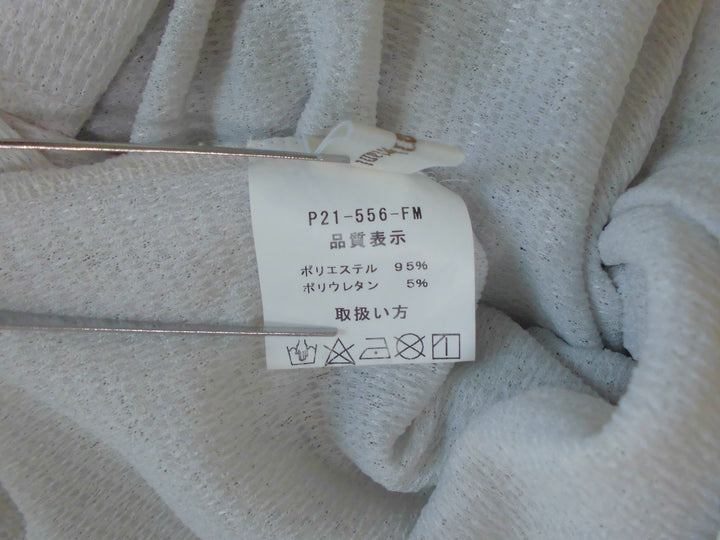 P21-556-FM
品質表示
ポリエステル 95%
ポリウレタン 5%
取扱い方